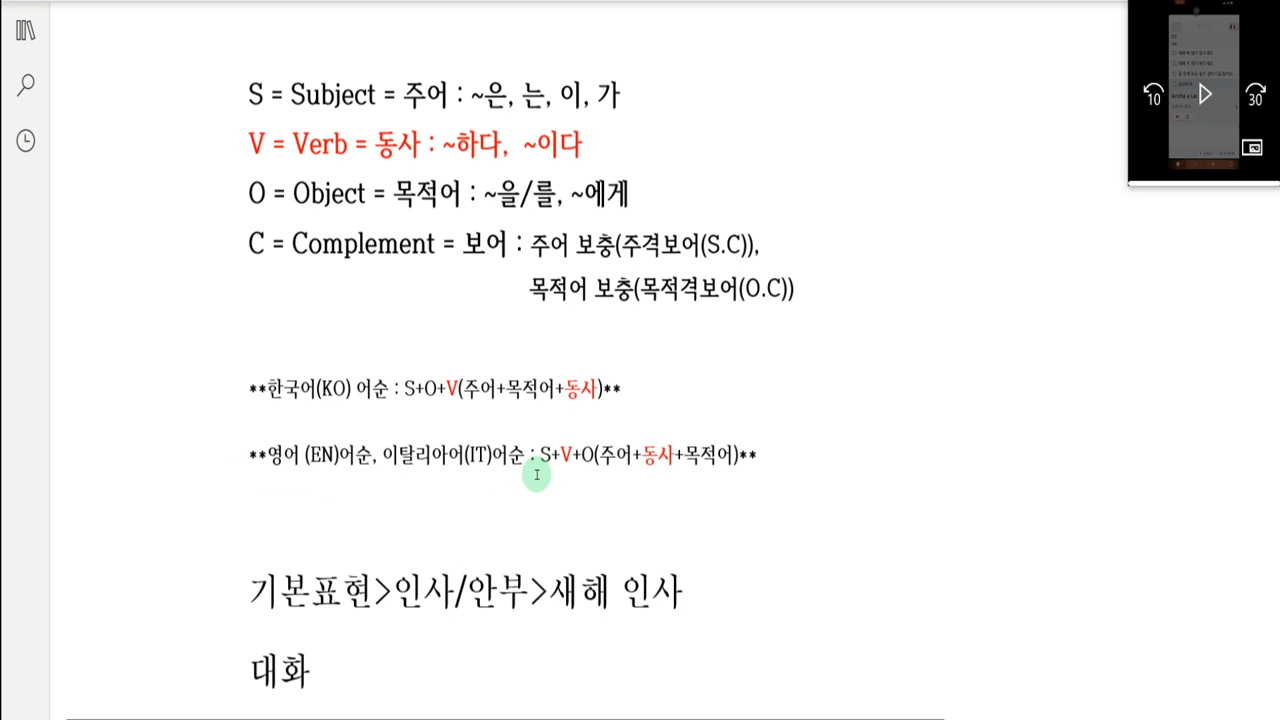 S = Subject = 주어 : ~은, 는, 이, 가
V = Verb = 동사 : ~하다, ~이다
O = Object = 목적어 : ~을/를, ~에게
C = Complement = 보어 : 주어 보충(주격보어(S.C)),
목적어 보충(목적격보어(O.C))
**한국어(KO) 어순 : S+O+V(주어+목적어+동사)**
**영어 (EN)어순, 이탈리아어(IT)어순 : S+V+O(주어+동사+목적어)**
기본표현>인사/안부>새해 인사
대화
10
30